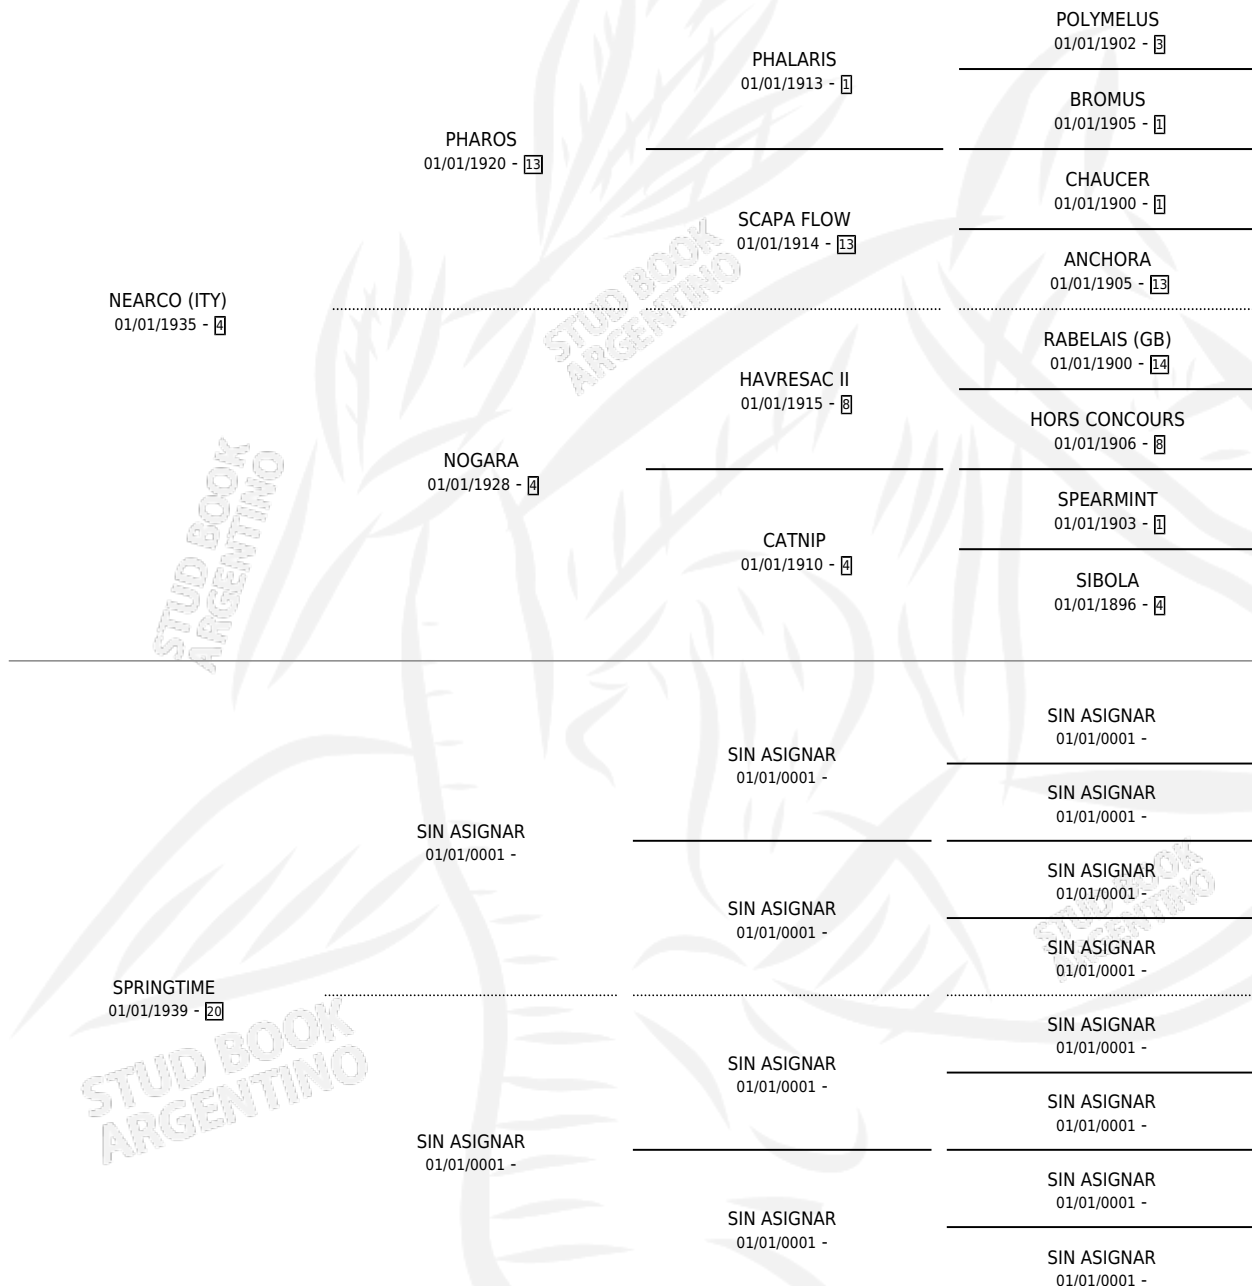 POLYMELUS
01/01/1902 - 3
PHALARIS
01/01/1913 - 1
BROMUS
01/01/1905 - 1
PHAROS
01/01/1920 - 13
CHAUCER
01/01/1900 - 1
SCAPA FLOW
01/01/1914 - 13
ANCHORA
01/01/1905 - 13
NEARCO (ITY)
01/01/1935 - 4
RABELAIS (GB)
01/01/1900 - 14
HAVRESAC II
01/01/1915 - 8
HORS CONCOURS
01/01/1906 - 8
NOGARA
01/01/1928 - 4
SPEARMINT
01/01/1903 - 1
CATNIP
01/01/1910 - 4
SIBOLA
01/01/1896 - 4
STUD BOOK
ARGENTINO
STUD BOOK
ARGENTINO
SIN ASIGNAR
01/01/0001 -
SIN ASIGNAR
01/01/0001 -
SIN ASIGNAR
01/01/0001 -
SIN ASIGNAR
01/01/0001 -
SIN ASIGNAR
01/01/0001 -
SIN ASIGNAR
01/01/0001 -
SIN ASIGNAR
01/01/0001 -
STUD BOOK
ARGENTINO
SPRINGTIME
01/01/1939 - 20
SIN ASIGNAR
01/01/0001 -
SIN ASIGNAR
01/01/0001 -
SIN ASIGNAR
01/01/0001 -
SIN ASIGNAR
01/01/0001 -
SIN ASIGNAR
01/01/0001 -
SIN ASIGNAR
01/01/0001 -
SIN ASIGNAR
01/01/0001 -
STUD BOOK
ARGENTINO